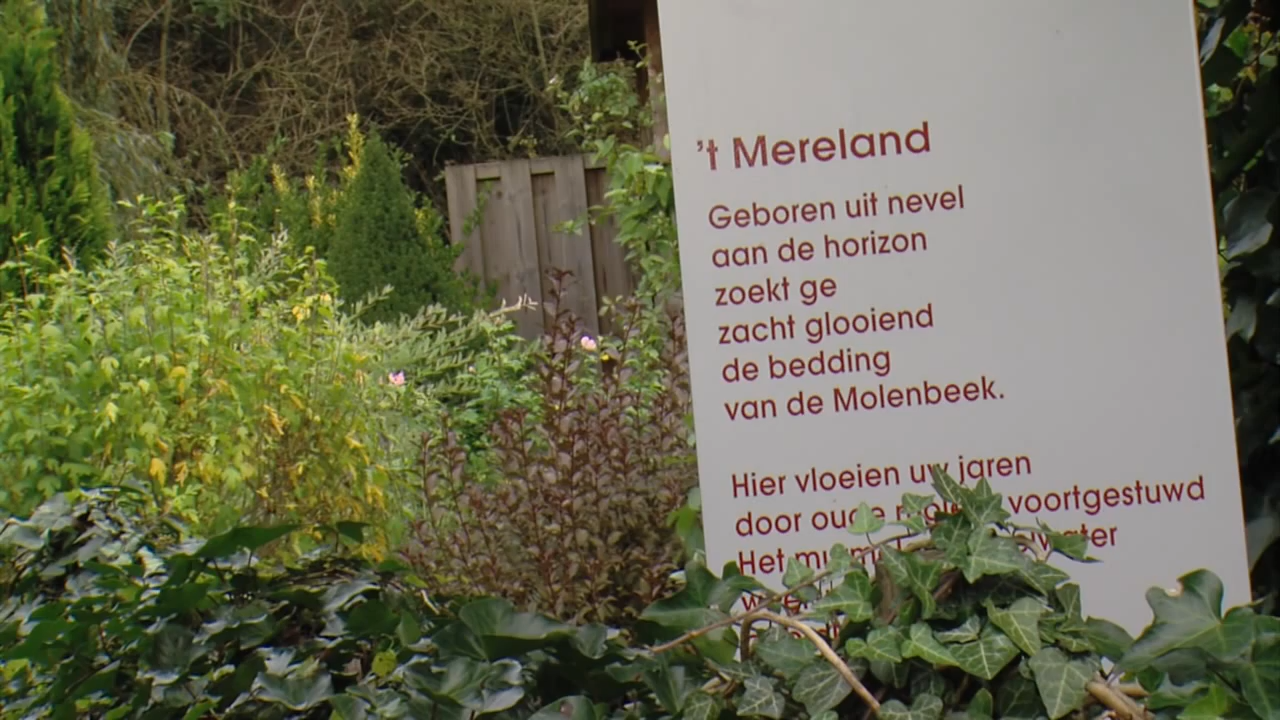 't Mereland
Geboren uit nevel
aan de horizon
zoekt ge
zacht glooiend
de bedding
van de Molenbeek.
Hier vloeien uw jaren
door oude voortgestuwd
Het